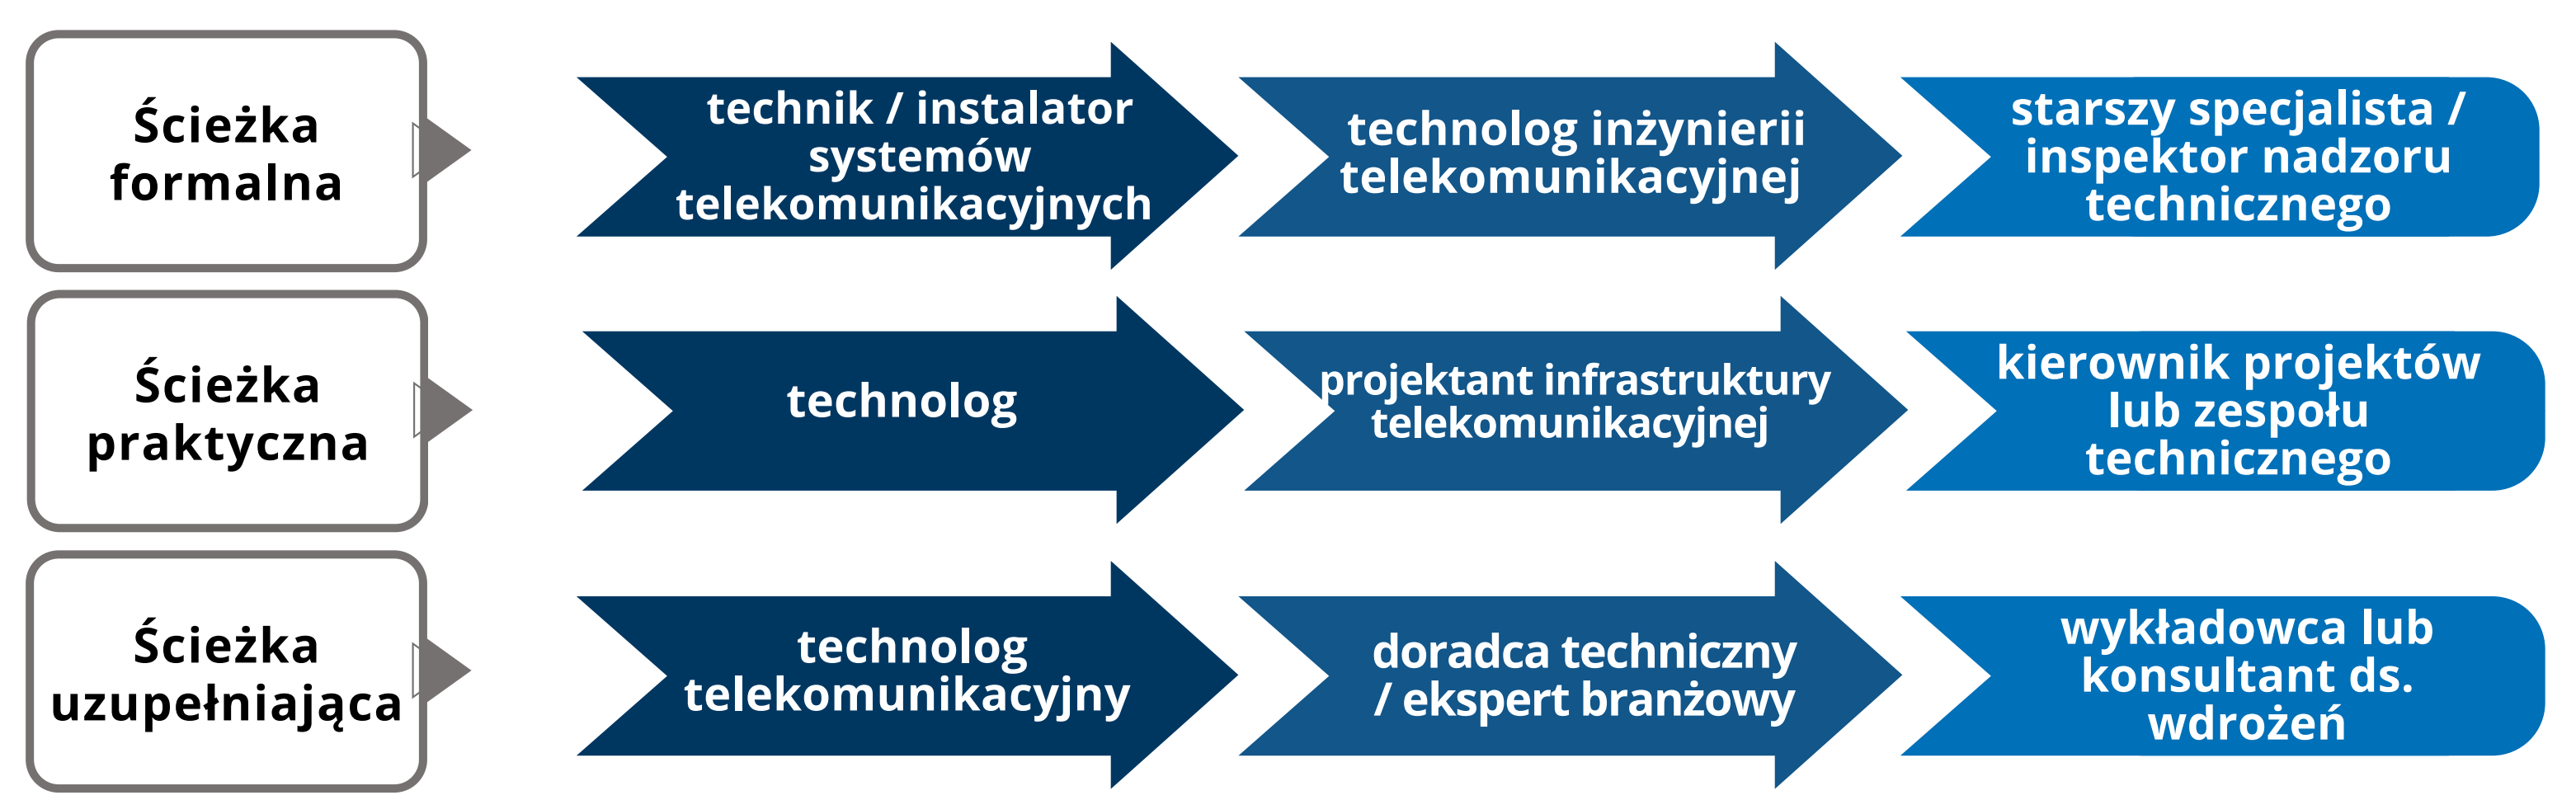 Ścieżka
formalna
technik / instalator
systemów
telekomunikacyjnych
technolog inżynierii
telekomunikacyjnej
starszy specjalista /
inspektor nadzoru
technicznego
Ścieżka
praktyczna
technolog
projektant infrastruktury
telekomunikacyjnej
kierownik projektów
lub zespołu
technicznego
Ścieżka
uzupełniająca
technolog
telekomunikacyjny
doradca techniczny
/ ekspert branżowy
wykładowca lub
konsultant ds.
wdrożeń